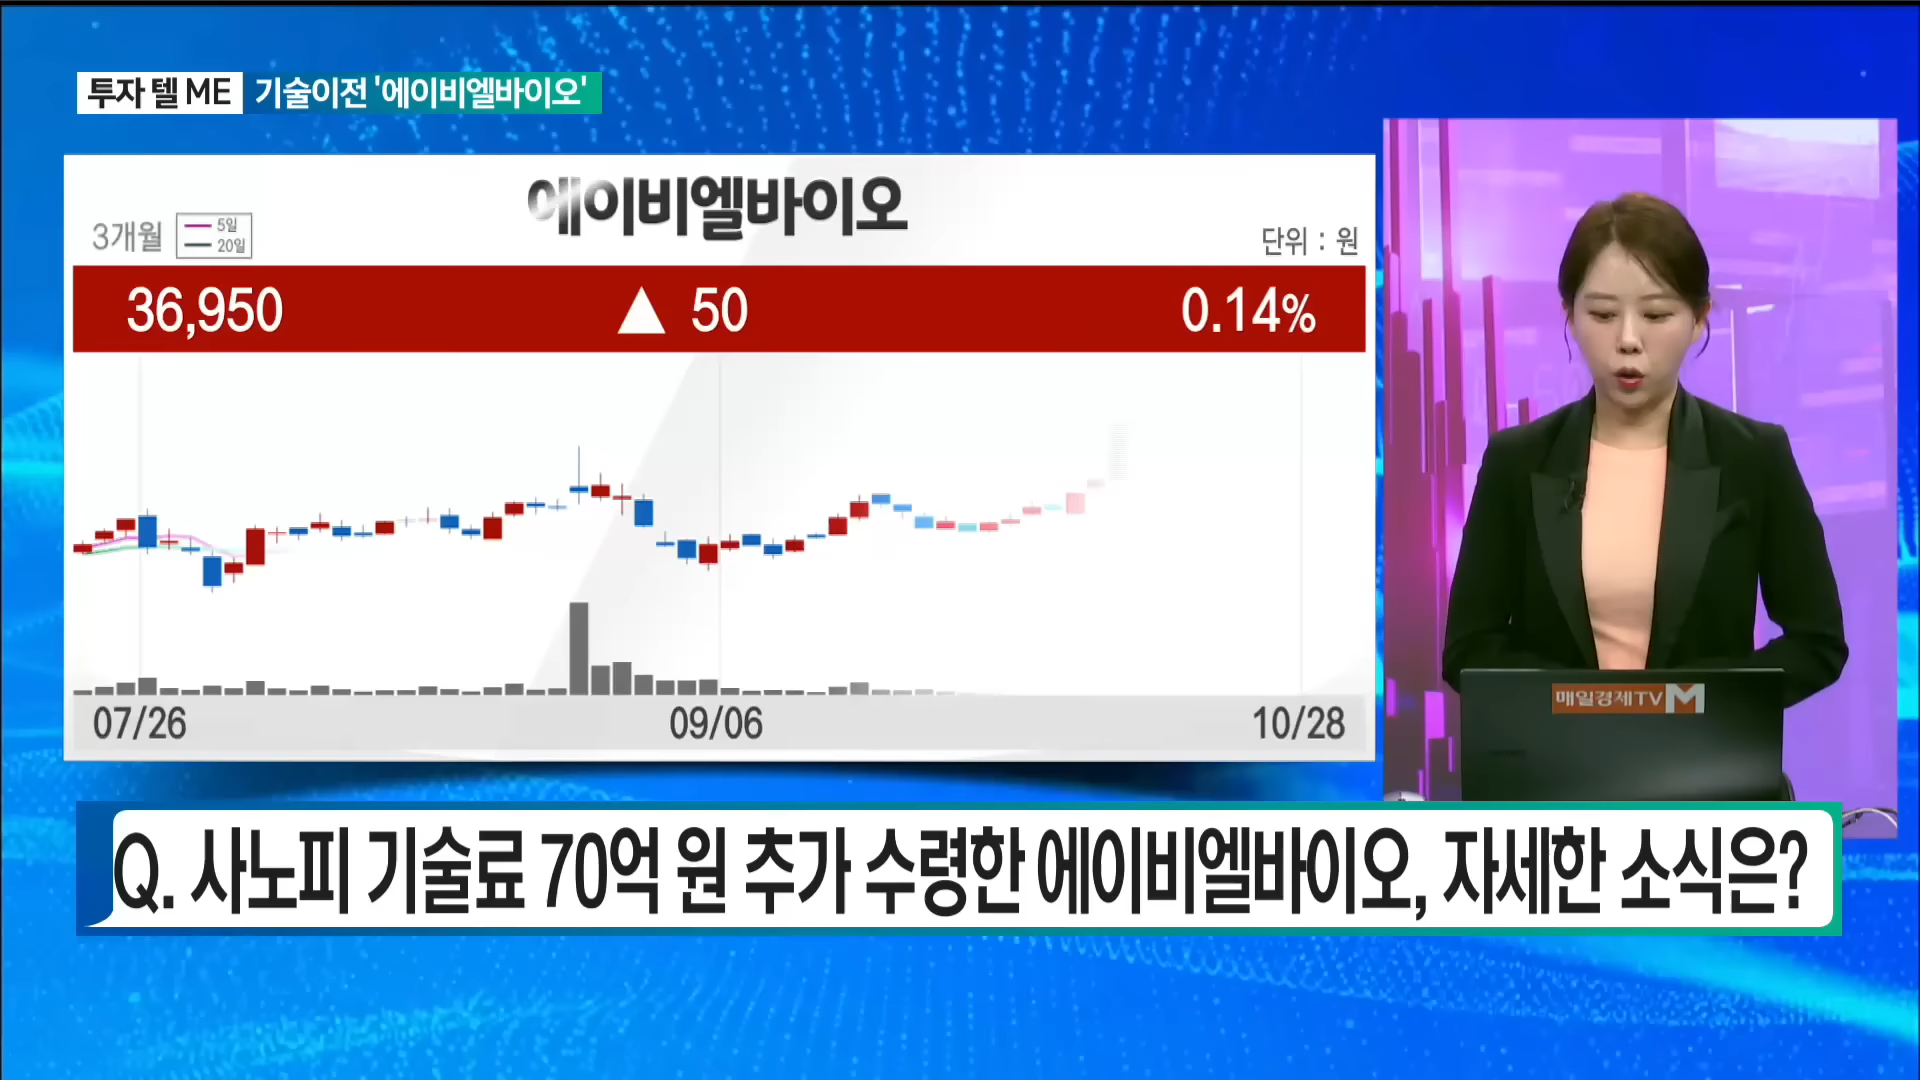 투자 텔 ME 기술이전 '에이비엘바이오'
에이비엘바이오
3개월
5일
20일
단위 : 원
36,950 ▲ 50 0.14%
07/26 09/06 10/28
매일경제TV M
Q. 사노피 기술료 70억 원 추가 수령한 에이비엘바이오, 자세한 소식은?